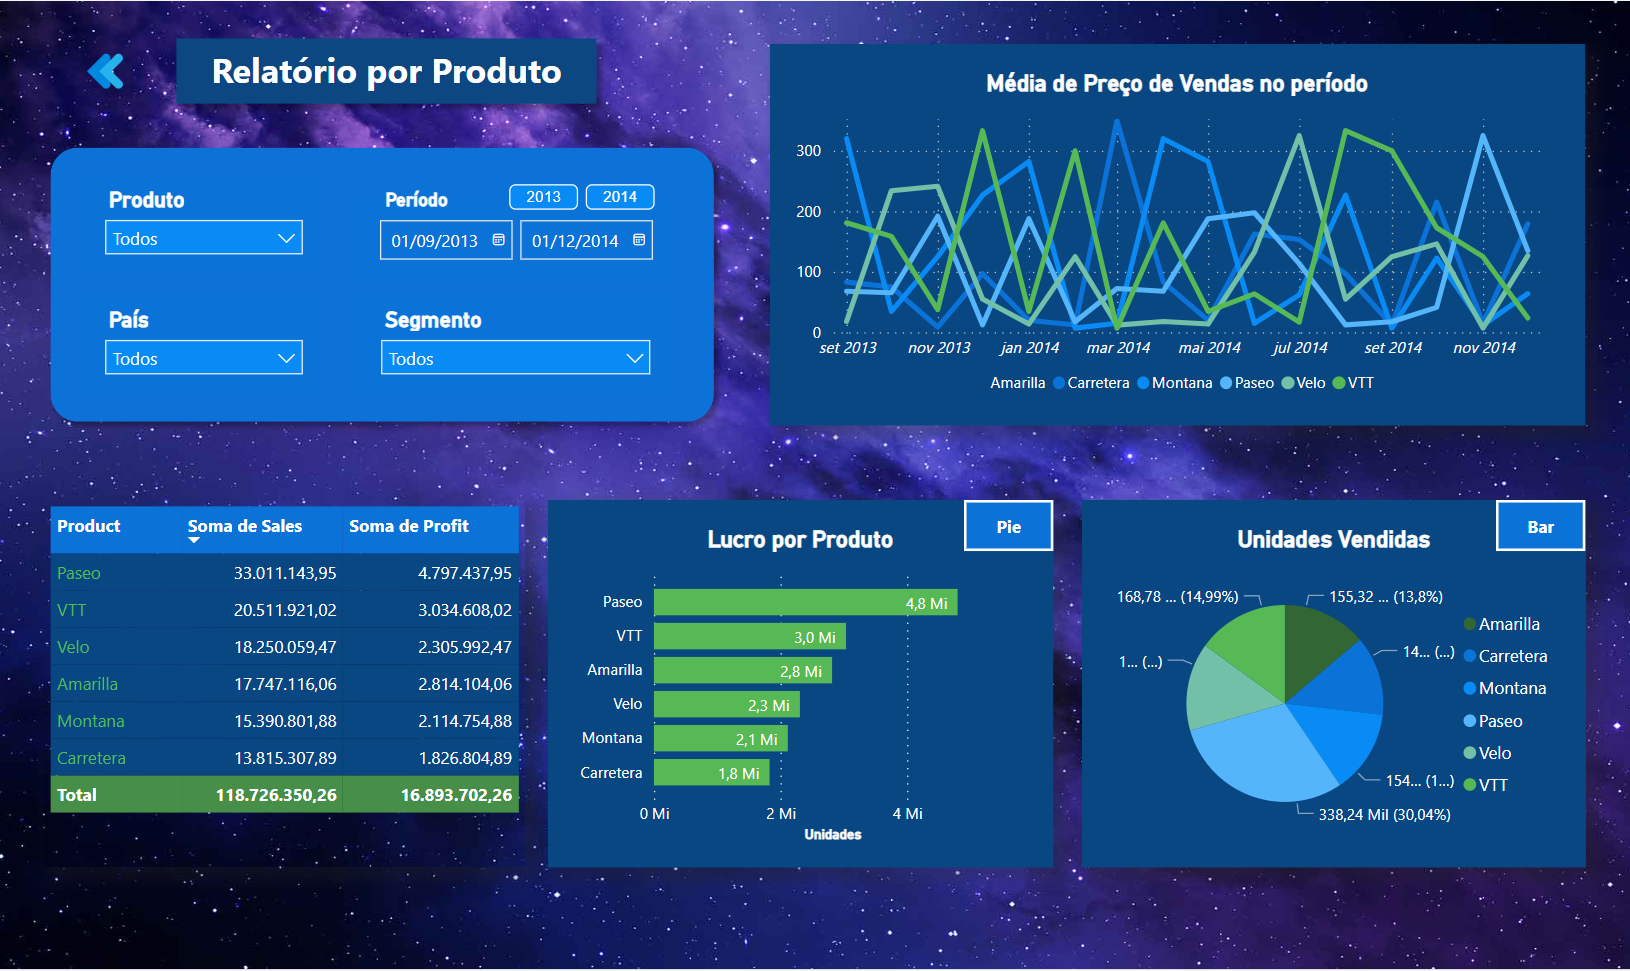 Relatório por Produto
Produto
Todos
Período
2013
2014
01/09/2013
01/12/2014
País
Todos
Segmento
Todos
Média de Preço de Vendas no período
300
200
100
0
set 2013 nov 2013 jan 2014 mar 2014 mai 2014 jul 2014 set 2014 nov 2014
Amarilla Carretera Montana Paseo Velo VTT
Product Soma de Sales Soma de Profit
Paseo 33.011.143,95 4.797.437,95
VTT 20.511.921,02 3.034.608,02
Velo 18.250.059,47 2.305.992,47
Amarilla 17.747.116,06 2.814.104,06
Montana 15.390.801,88 2.114.754,88
Carretera 13.815.307,89 1.826.804,89
Total 118.726.350,26 16.893.702,26
Lucro por Produto
Pie
Paseo 4,8 Mi
VTT 3,0 Mi
Amarilla 2,8 Mi
Velo 2,3 Mi
Montana 2,1 Mi
Carretera 1,8 Mi
0 Mi 2 Mi 4 Mi
Unidades
Unidades Vendidas
Bar
168,78 ... (14,99%)
155,32 ... (13,8%)
14... (...)
1... (...)
154... (1...)
338,24 Mil (30,04%)
Amarilla
Carretera
Montana
Paseo
Velo
VTT